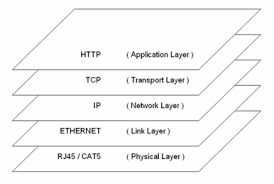 HTTP ( Application Layer )
TCP ( Transport Layer )
IP ( Network Layer )
ETHERNET ( Link Layer )
RJ45 / CAT5 ( Physical Layer )